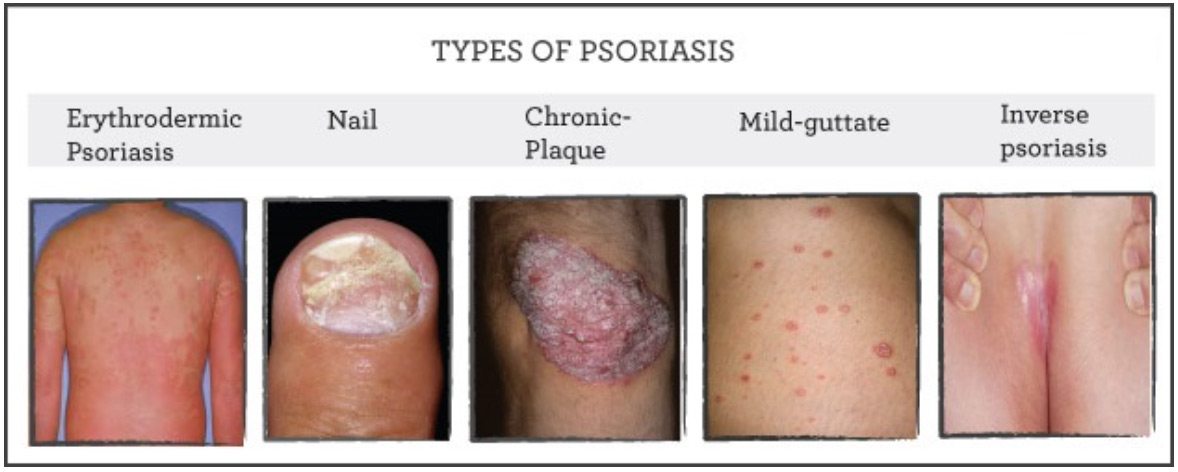 TYPES OF PSORIASIS
Erythrodermic
Psoriasis
Nail
Chronic-
Plaque
Mild-guttate
Inverse
psoriasis